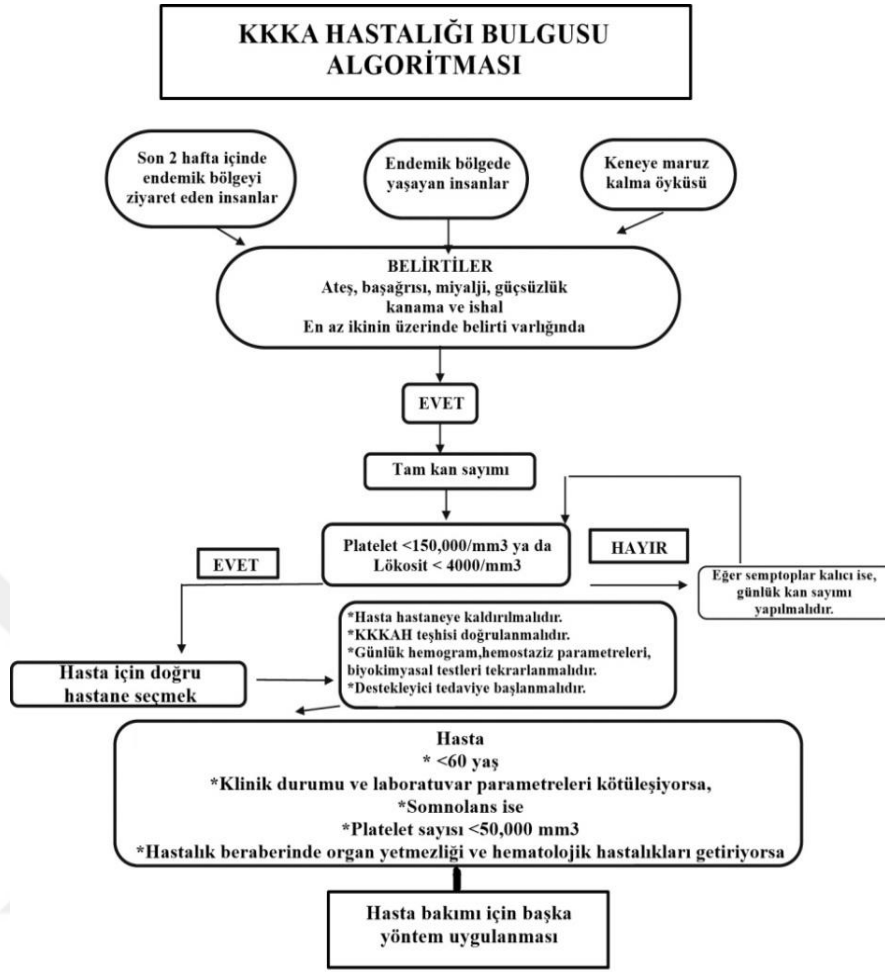 KKKA HASTALIĞI BULGUSU
ALGORİTMASI
Son 2 hafta içinde
endemik bölgeyi
ziyaret eden insanlar
Endemik bölgede
yaşayan insanlar
Keneye maruz
kalma öyküsü
BELİRTİLER
Ateş, başağrısı, miyalji, güçsüzlük
kanama ve ishal
En az ikinin üzerinde belirti varlığında
EVET
Tam kan sayımı
Platelet <150,000/mm3 ya da
Lökosit < 4000/mm3
EVET
HAYIR
Eğer semptoplar kalıcı ise,
günlük kan sayımı
yapılmalıdır.
*Hasta hastaneye kaldırılmalıdır.
*KKKAH teşhisi doğrulanmalıdır.
*Günlük hemogram,hemostaziz parametreleri,
biyokimyasal testleri tekrarlanmalıdır.
*Destekleyici tedaviye başlanmalıdır.
Hasta için doğru
hastane seçmek
Hasta
* <60 yaş
*Klinik durumu ve laboratuvar parametreleri kötüleşiyorsa,
*Somnolans ise
*Platelet sayısı <50,000 mm3
*Hastalık beraberinde organ yetmezliği ve hematolojik hastalıkları getiriyorsa
Hasta bakımı için başka
yöntem uygulanması